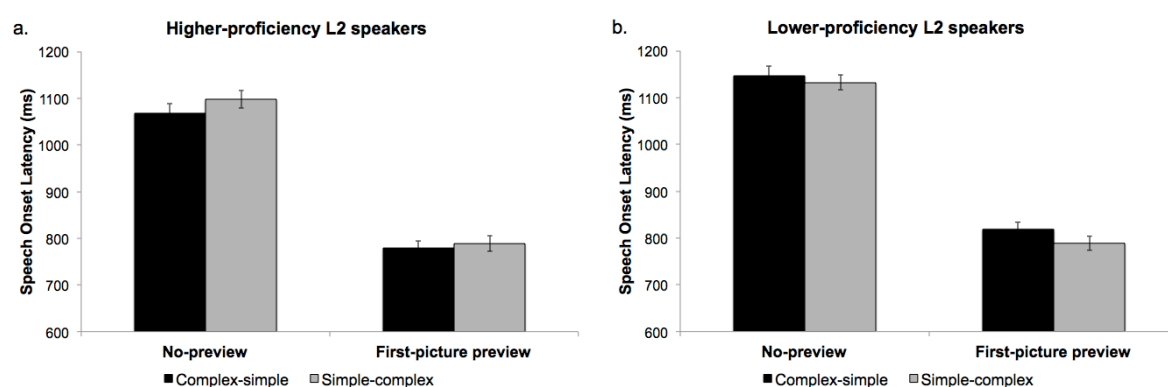 a.
Higher-proficiency L2 speakers
Speech Onset Latency (ms)
1200
1100
1000
900
800
700
600
No-preview First-picture preview
Complex-simple Simple-complex
b.
Lower-proficiency L2 speakers
Speech Onset Latency (ms)
1200
1100
1000
900
800
700
600
No-preview First-picture preview
Complex-simple Simple-complex